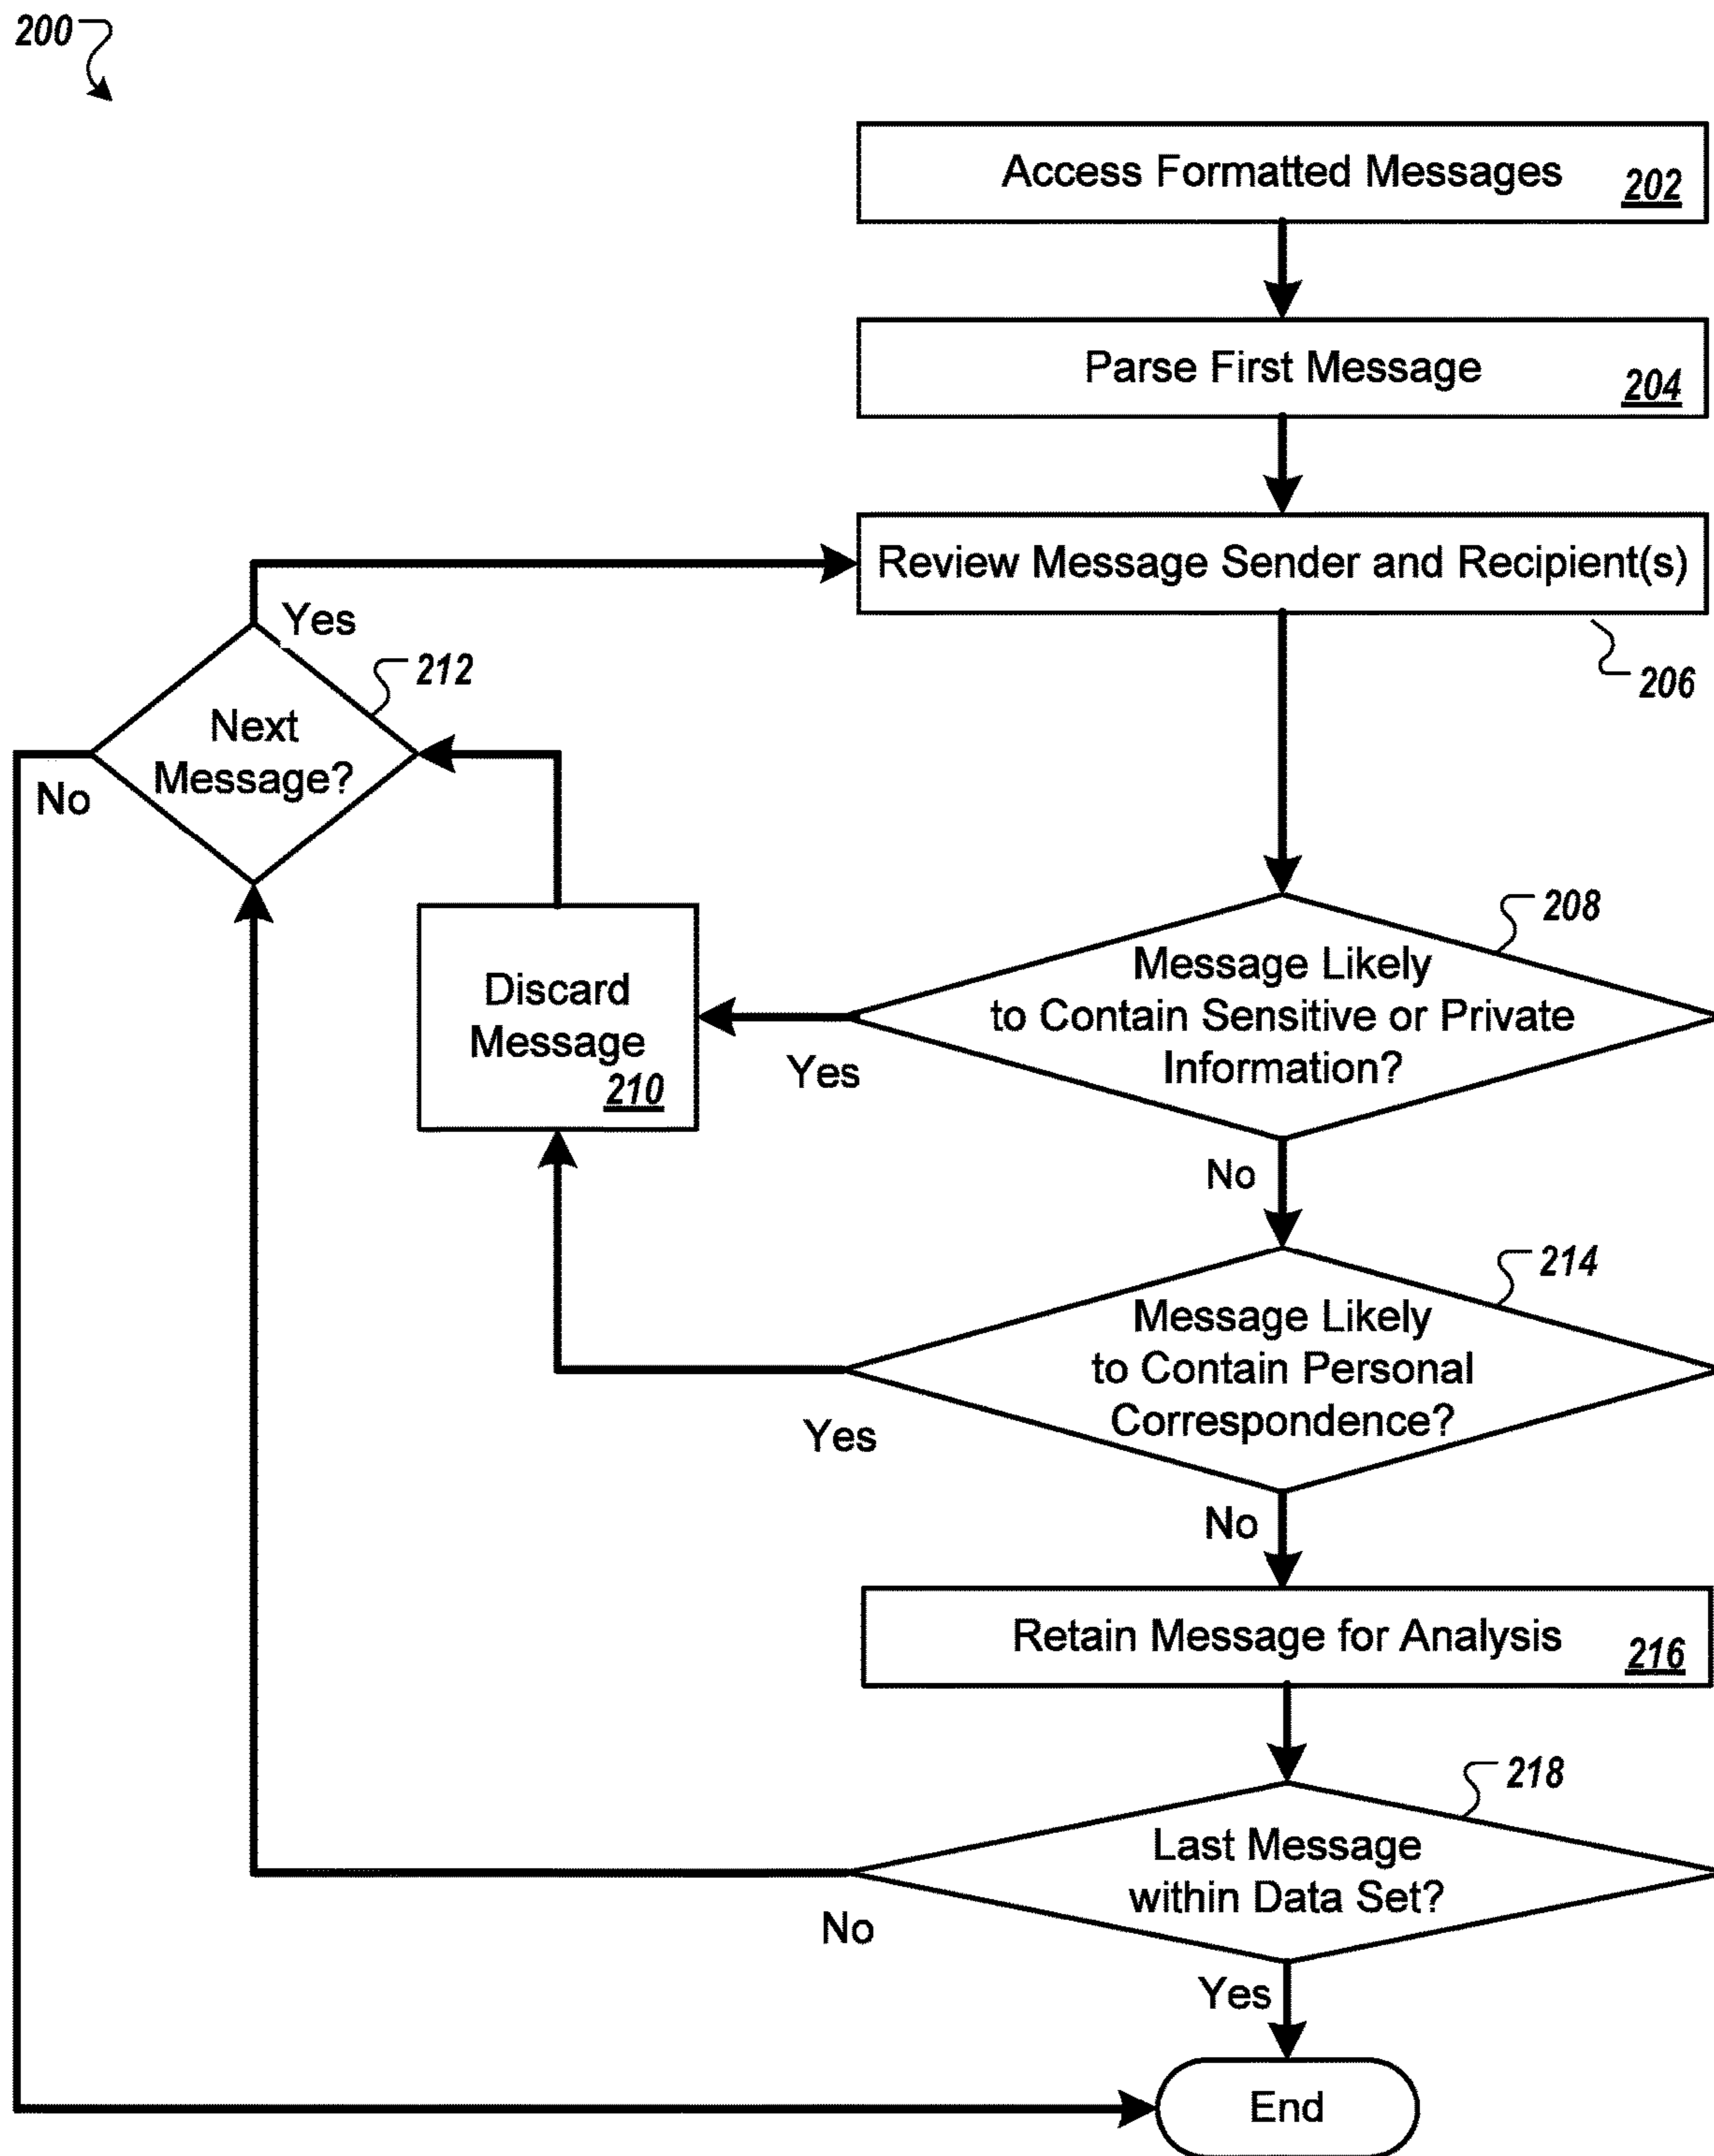 200
Access Formatted Messages 202
Parse First Message 204
Review Message Sender and Recipient(s)
206
Yes
212
Next
Message?
No
208
Message Likely
to Contain Sensitive or Private
Information?
Discard
Message
210
Yes
No
214
Message Likely
to Contain Personal
Correspondence?
Yes
No
Retain Message for Analysis 216
218
Last Message
within Data Set?
No
Yes
End